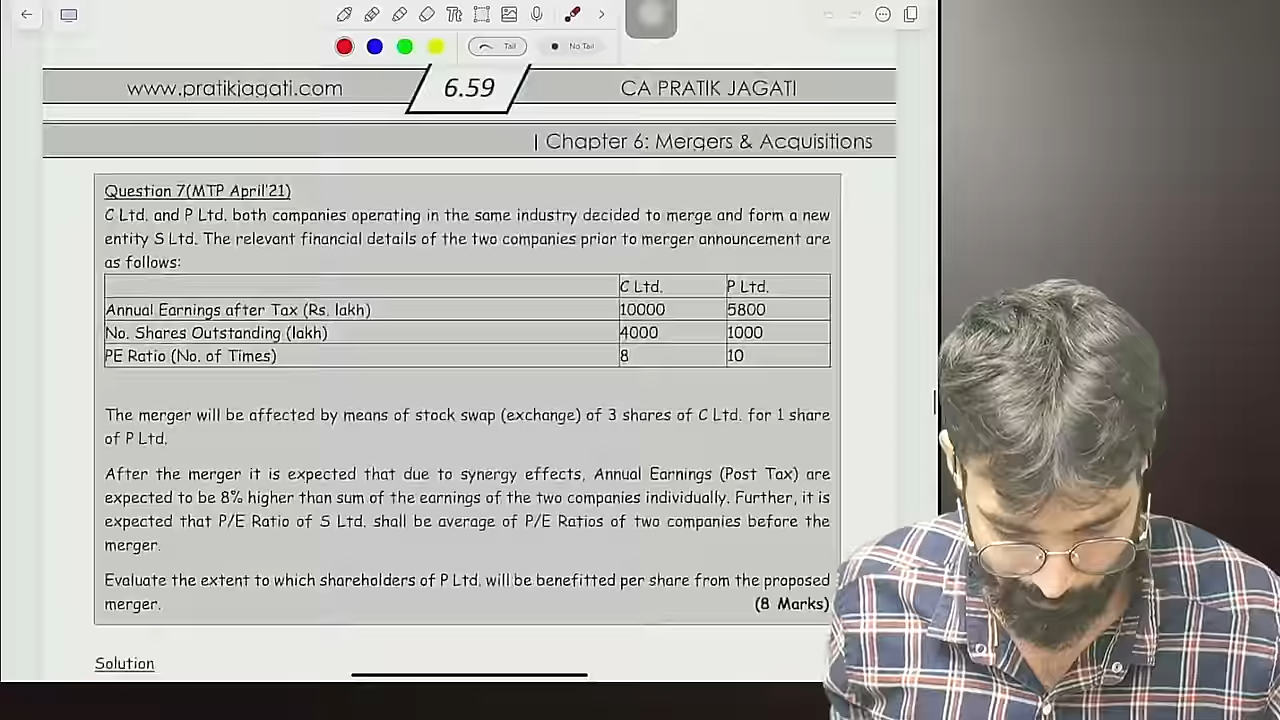 Tt
Tail
No Tail
www.pratikjagati.com 6.59 CA PRATIK JAGATI
| Chapter 6: Mergers & Acquisitions
Question 7(MTP April'21)
C Ltd. and P Ltd. both companies operating in the same industry decided to merge and form a new
entity S Ltd. The relevant financial details of the two companies prior to merger announcement are
as follows:
C Ltd. P Ltd.
Annual Earnings after Tax (Rs. lakh) 10000 5800
No. Shares Outstanding (lakh) 4000 1000
PE Ratio (No. of Times) 8 10
The merger will be affected by means of stock swap (exchange) of 3 shares of C Ltd. for 1 share
of P Ltd.
After the merger it is expected that due to synergy effects, Annual Earnings (Post Tax) are
expected to be 8% higher than sum of the earnings of the two companies individually. Further, it is
expected that P/E Ratio of S Ltd. shall be average of P/E Ratios of two companies before the
merger.
Evaluate the extent to which shareholders of P Ltd. will be benefitted per share from the proposed
merger. (8 Marks)
Solution